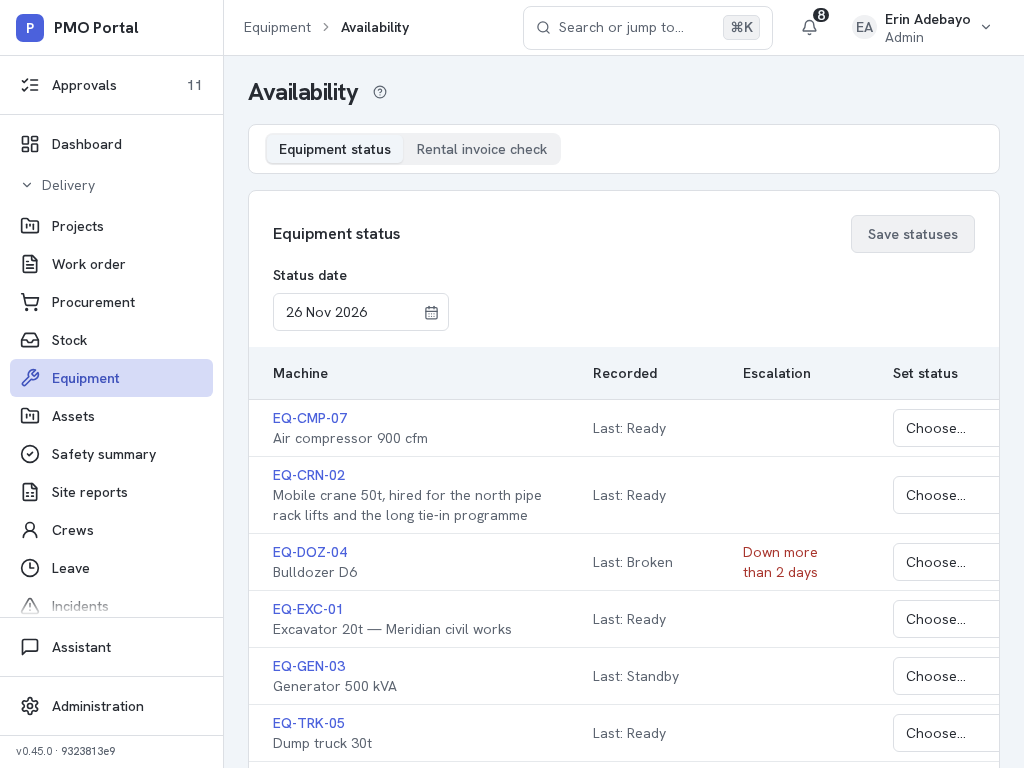 P PMO Portal
Equipment > Availability
Search or jump to... ⌘K
8
EA
Erin Adebayo
Admin
Approvals 11
Dashboard
Delivery
Projects
Work order
Procurement
Stock
Equipment
Assets
Safety summary
Site reports
Crews
Leave
Incidents
Assistant
Administration
v0.45.0 · 9323813e9
Availability
Equipment status Rental invoice check
Equipment status
Save statuses
Status date
26 Nov 2026
Machine Recorded Escalation Set status
EQ-CMP-07
Air compressor 900 cfm
Last: Ready
Choose...
EQ-CRN-02
Mobile crane 50t, hired for the north pipe
rack lifts and the long tie-in programme
Last: Ready
Choose...
EQ-DOZ-04
Bulldozer D6
Last: Broken
Down more
than 2 days
Choose...
EQ-EXC-01
Excavator 20t — Meridian civil works
Last: Ready
Choose...
EQ-GEN-03
Generator 500 kVA
Last: Standby
Choose...
EQ-TRK-05
Dump truck 30t
Last: Ready
Choose...